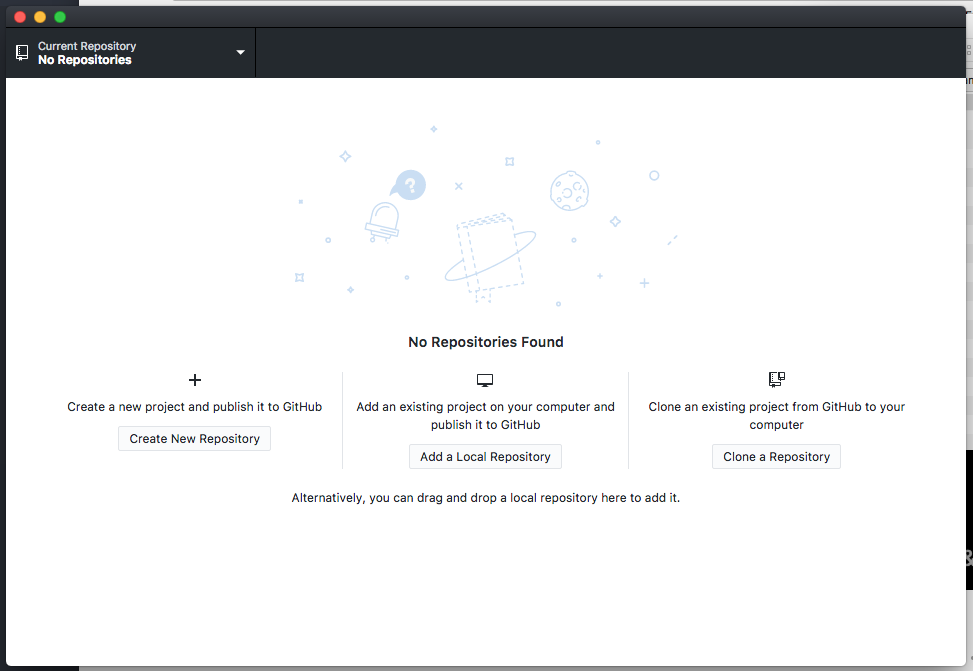 Current Repository
No Repositories
?
No Repositories Found
Create a new project and publish it to GitHub
Create New Repository
Add an existing project on your computer and
publish it to GitHub
Add a Local Repository
Clone an existing project from GitHub to your
computer
Clone a Repository
Alternatively, you can drag and drop a local repository here to add it.
&